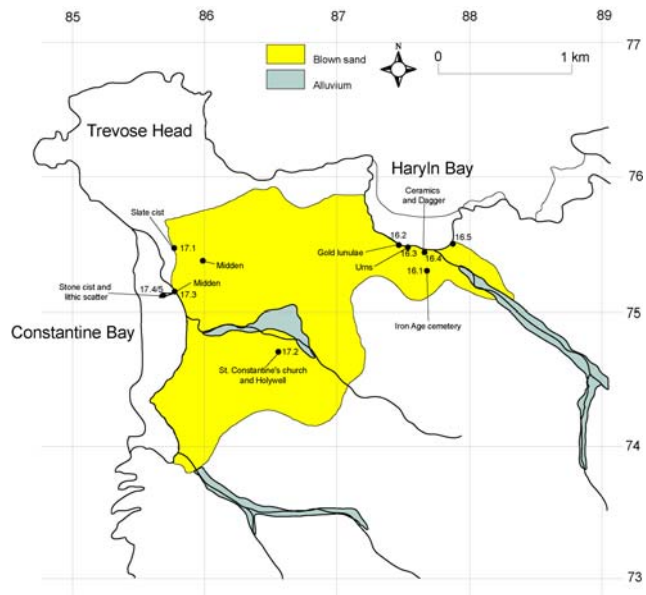 85
86
87
88
89
77
76
75
74
73
Blown sand
Alluvium
N
0
1 km
Trevose Head
Haryln Bay
Ceramics
and Dagger
Slate cist
17.1
Midden
16.2
16.5
Gold lunulae
16.3
16.4
Urns
16.1
Stone cist and
lithic scatter
17.4/5
Midden
17.3
Iron Age cemetery
Constantine Bay
17.2
St. Constantine's church
and Holywell